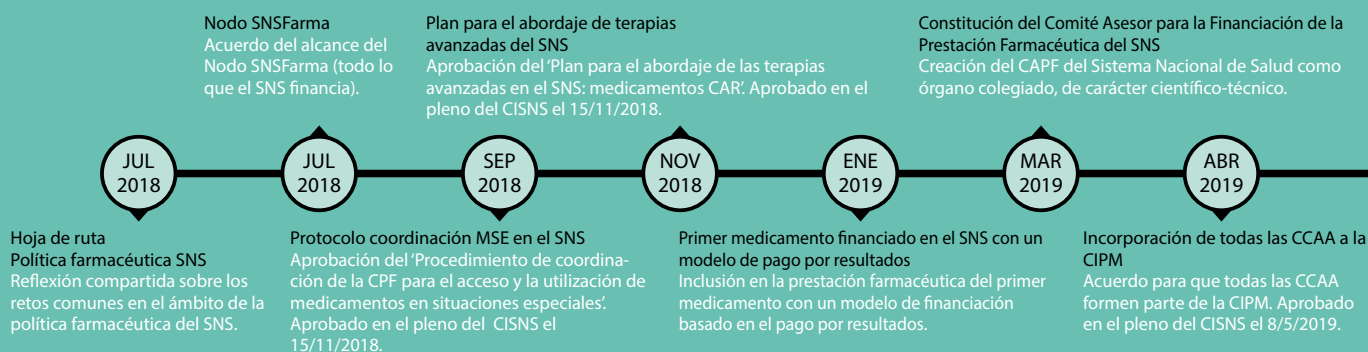 Nodo SNSFarma
Acuerdo del alcance del
Nodo SNSFarma (todo lo
que el SNS financia).
Plan para el abordaje de terapias
avanzadas del SNS
Aprobación del 'Plan para el abordaje de las terapias
avanzadas en el SNS: medicamentos CAR'. Aprobado en el
pleno del CISNS el 15/11/2018.
Constitución del Comité Asesor para la Financiación de la
Prestación Farmacéutica del SNS
Creación del CAPF del Sistema Nacional de Salud como
órgano colegiado, de carácter científico-técnico.
JUL
2018
JUL
2018
SEP
2018
NOV
2018
ENE
2019
MAR
2019
ABR
2019
Hoja de ruta
Política farmacéutica SNS
Reflexión compartida sobre los
retos comunes en el ámbito de la
política farmacéutica del SNS.
Protocolo coordinación MSE en el SNS
Aprobación del 'Procedimiento de coordina-
ción de la CPF para el acceso y la utilización de
medicamentos en situaciones especiales'.
Aprobado en el pleno del CISNS el
15/11/2018.
Primer medicamento financiado en el SNS con un
modelo de pago por resultados
Inclusión en la prestación farmacéutica del primer
medicamento con un modelo de financiación
basado en el pago por resultados.
Incorporación de todas las CCAA a la
CIPM
Acuerdo para que todas las CCAA
formen parte de la CIPM. Aprobado
en el pleno del CISNS el 8/5/2019.